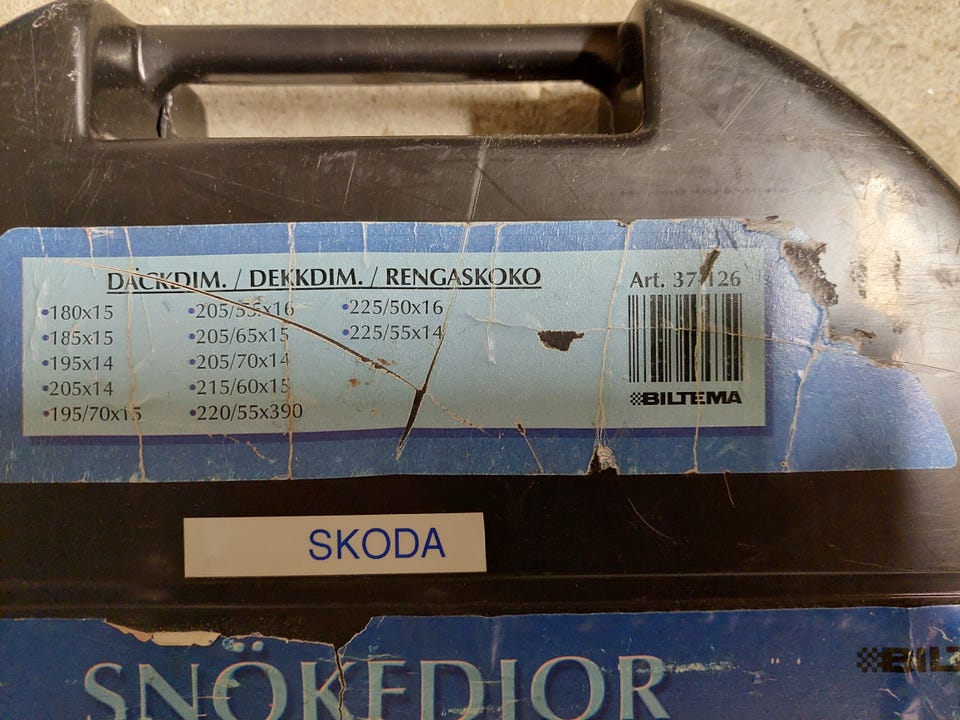 DÄCKDIM. / DEKKDIM. / RENGASKOKO
Art. 37-126
•180x15 •205/55x16 •225/50x16
•185x15 •205/65x15 •225/55x14
•195x14 •205/70x14
•205x14 •215/60x15
•195/70x15 •220/55x390
BILTEMA
SKODA
SNÖKEDJOR